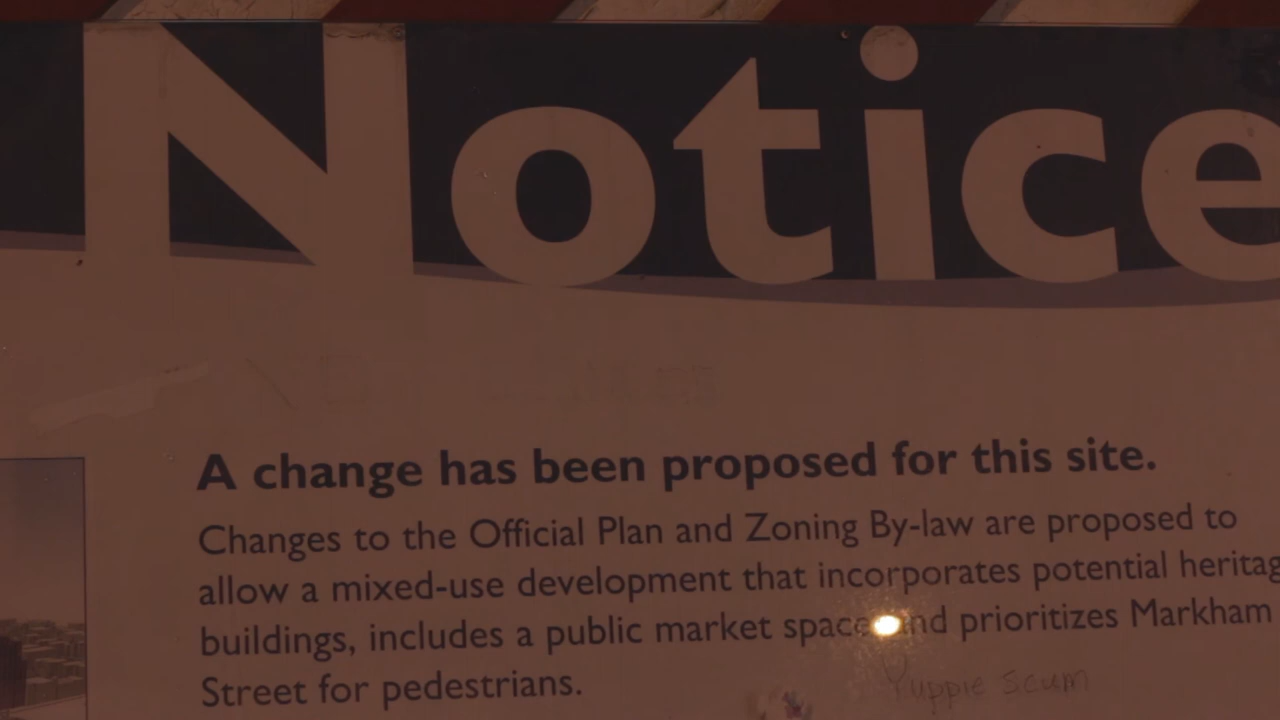 Notice
A change has been proposed for this site.
Changes to the Official Plan and Zoning By-law are proposed to
allow a mixed-use development that incorporates potential heritag
buildings, includes a public market space and prioritizes Markham
Street for pedestrians.
Yuppie Scum